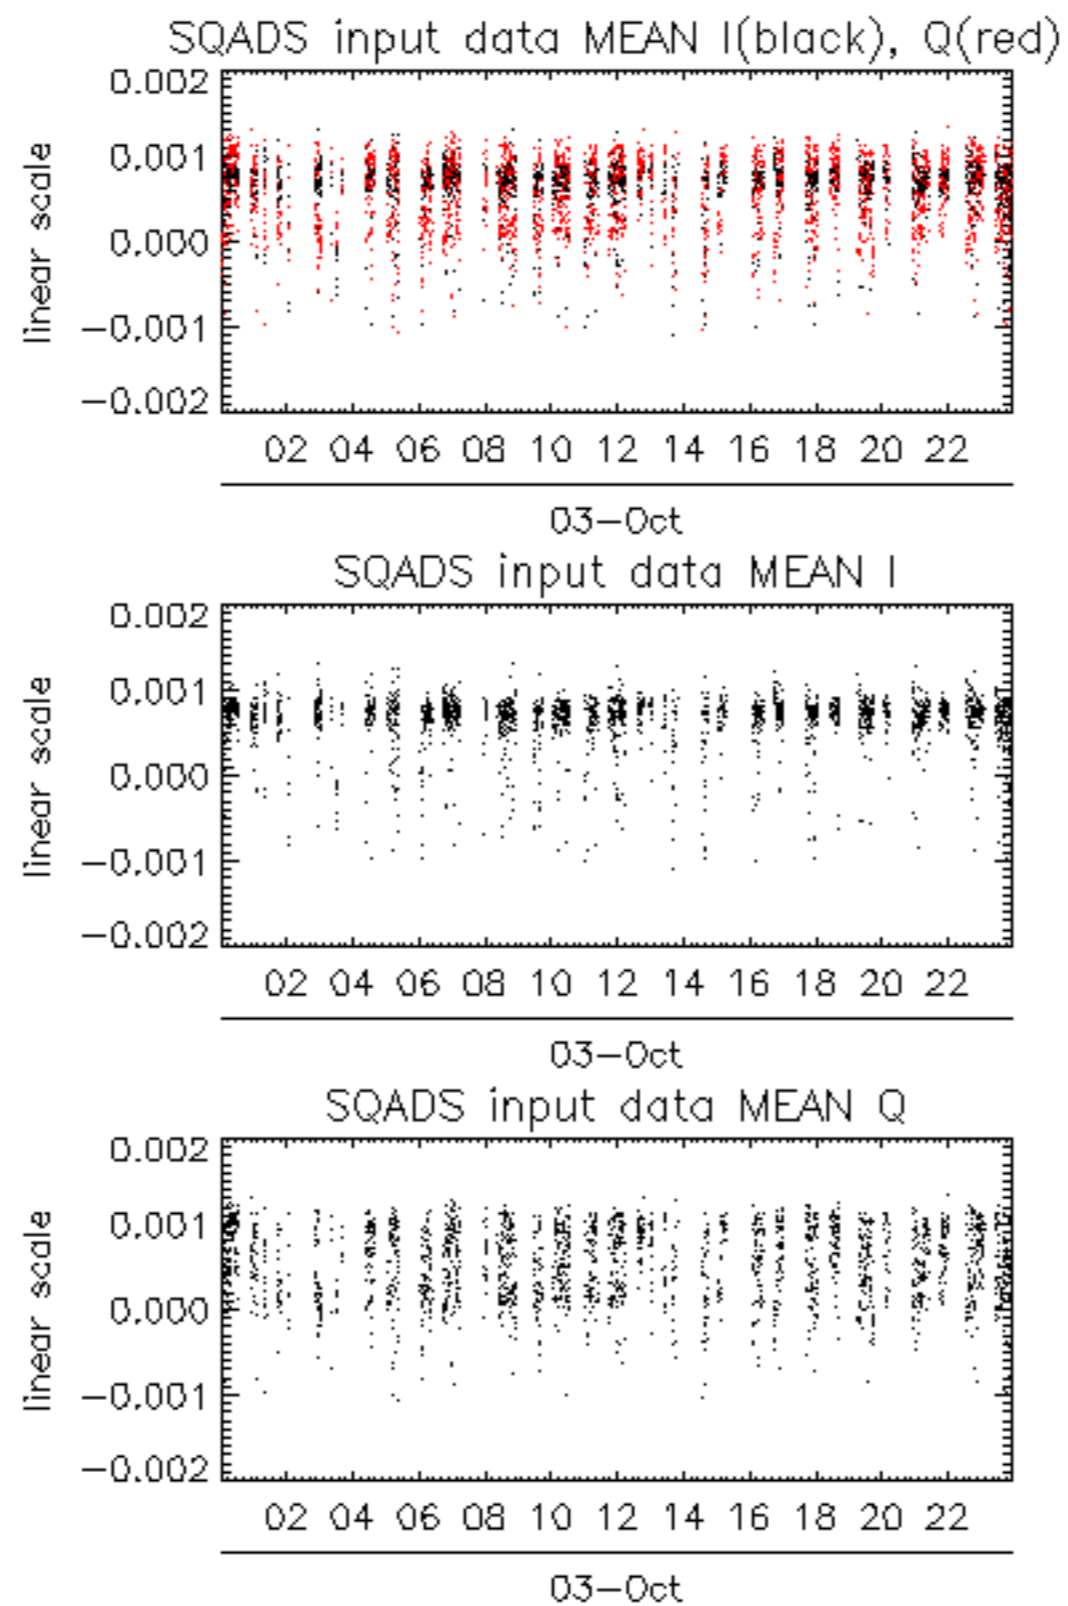 SQADS input data MEAN I(black), Q(red)
0.002
0.001
0.000
−0.001
−0.002
linear scale
02 04 06 08 10 12 14 16 18 20 22
03−Oct
SQADS input data MEAN I
0.002
0.001
0.000
−0.001
−0.002
linear scale
02 04 06 08 10 12 14 16 18 20 22
03−Oct
SQADS input data MEAN Q
0.002
0.001
0.000
−0.001
−0.002
linear scale
02 04 06 08 10 12 14 16 18 20 22
03−Oct